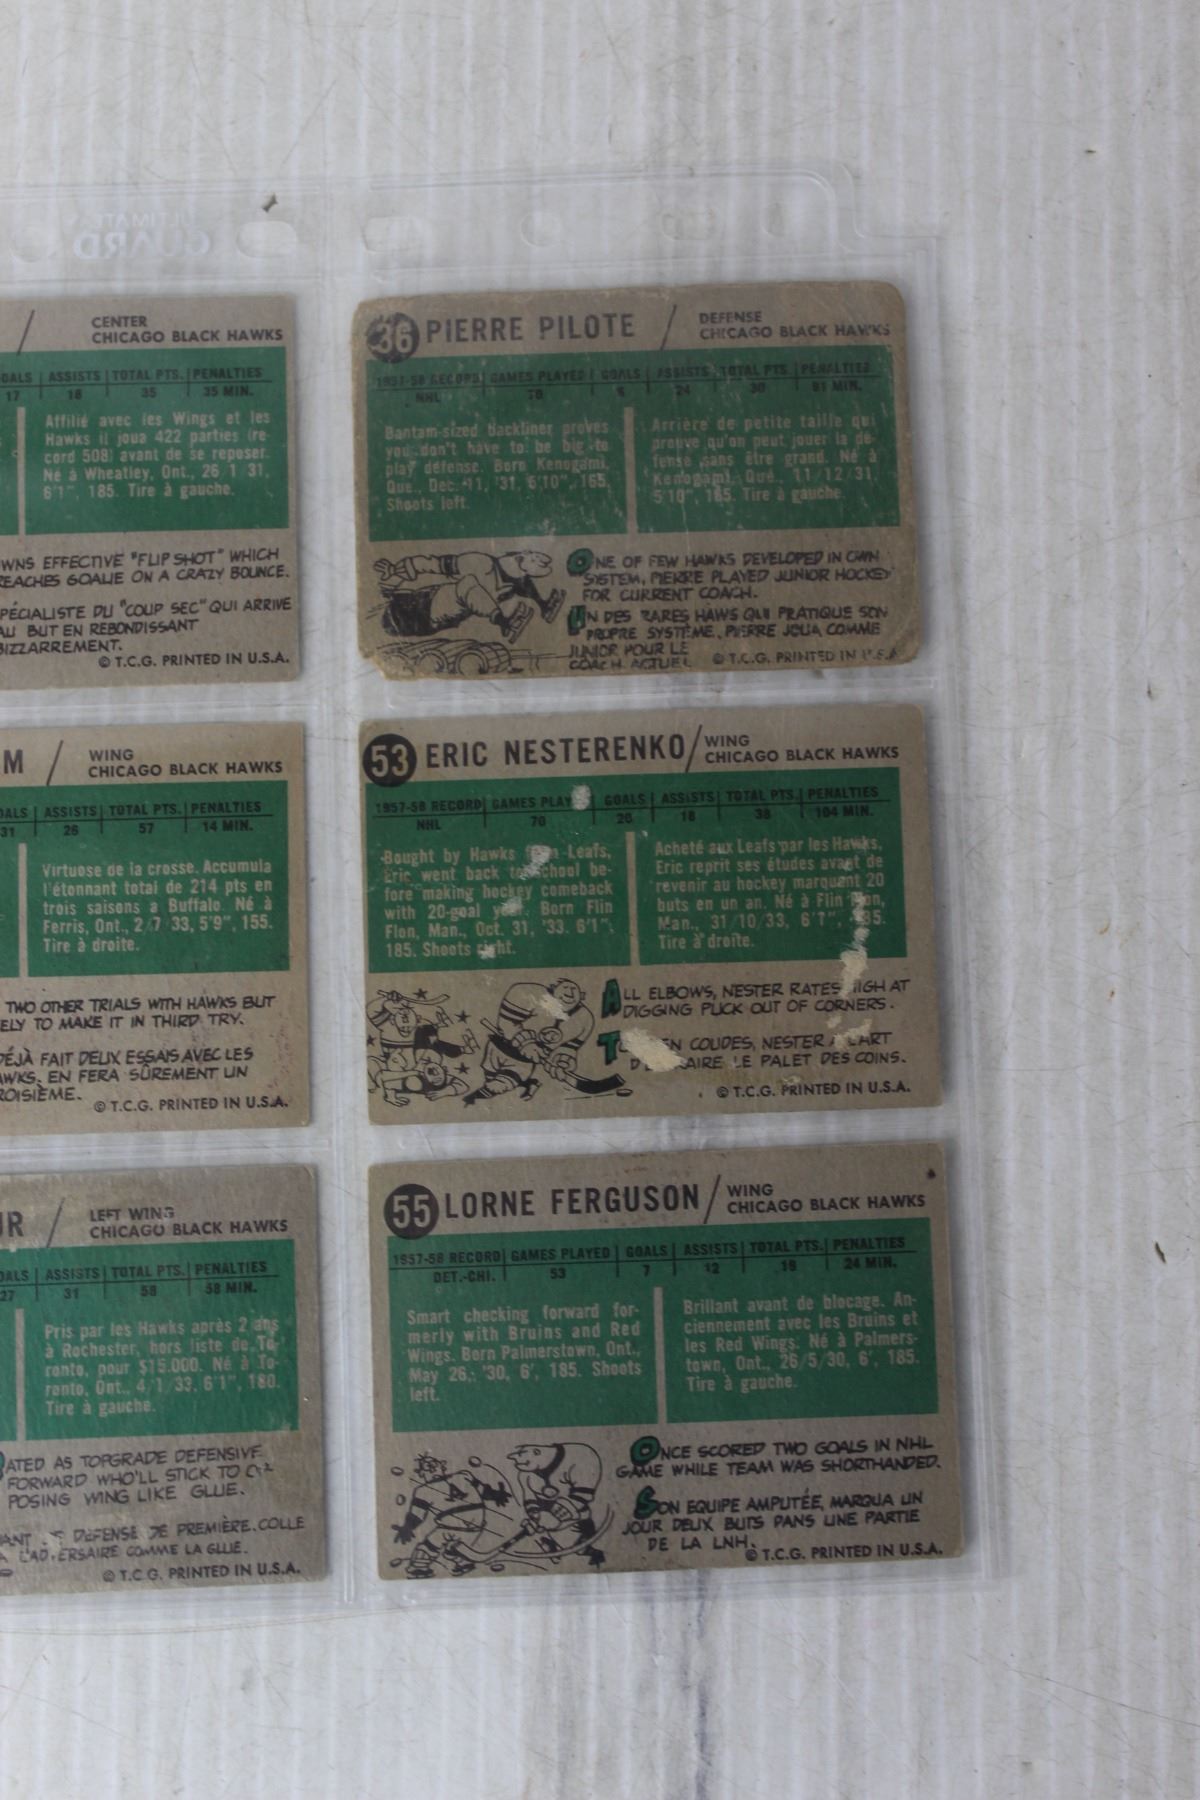 ULTIMATE
GUARD
CENTER
CHICAGO BLACK HAWKS
OALS ASSISTS TOTAL PTS. PENALTIES
17 18 35 35 MIN.
Affilié avec les Wings et les
Hawks il joua 422 parties (re-
cord 508) avant de se reposer.
Né à Wheatley, Ont., 26/1/31,
6'1", 185. Tire à gauche.
WNS EFFECTIVE "FLIP SHOT" WHICH
EACHES GOALIE ON A CRAZY BOUNCE.
PÉCIALISTE DU "COUP SEC" QUI ARRIVE
AU BUT EN REBONDISSANT
BIZZARREMENT.
© T.C.G. PRINTED IN U.S.A.
36 PIERRE PILOTE / DEFENSE
CHICAGO BLACK HAWKS
1957-58 RECORD GAMES PLAYED GOALS ASSISTS TOTAL PTS. PENALTIES
NHL 70 6 24 30 91 MIN.
Bantam-sized backliner proves
you don't have to be big to
play defense. Born Kenogami,
Que., Dec. 11, '31, 5'10", 165.
Shoots left.
Arrière de petite taille qui
prouve qu'on peut jouer la dé-
fense sans être grand. Né à
Kenogami, Qué., 11/12/31,
5'10", 165. Tire à gauche.
ONE OF FEW HAWKS DEVELOPED IN OWN
SYSTEM, PIERRE PLAYED JUNIOR HOCKEY
FOR CURRENT COACH.
UN DES RARES HAWS QUI PRATIQUE SON
PROPRE SYSTÈME, PIERRE JOUA COMME
JUNIOR POUR LE
COACH ACTUEL
© T.C.G. PRINTED IN U.S.A.
M / WING
CHICAGO BLACK HAWKS
OALS ASSISTS TOTAL PTS. PENALTIES
31 26 57 14 MIN.
Virtuose de la crosse. Accumula
l'étonnant total de 214 pts en
trois saisons a Buffalo. Né à
Ferris, Ont., 2/7/33, 5'9", 155.
Tire à droite.
TWO OTHER TRIALS WITH HAWKS BUT
ELY TO MAKE IT IN THIRD TRY.
DÉJÀ FAIT DEUX ESSAIS AVEC LES
AWKS. EN FERA SÛREMENT UN
ROISIÈME.
© T.C.G. PRINTED IN U.S.A.
53 ERIC NESTERENKO / WING
CHICAGO BLACK HAWKS
1957-58 RECORD GAMES PLAY GOALS ASSISTS TOTAL PTS. PENALTIES
NHL 70 20 18 38 104 MIN.
Bought by Hawks Leafs,
Eric went back to school be-
fore making hockey comeback
with 20-goal year. Born Flin
Flon, Man., Oct. 31, '33. 6'1",
185. Shoots right.
Acheté aux Leafs par les Hawks,
Eric reprit ses études avant de
revenir au hockey marquant 20
buts en un an. Né à Flin Flon,
Man., 31/10/33, 6'1", 185.
Tire à droite.
ALL ELBOWS, NESTER RATES HIGH AT
DIGGING PUCK OUT OF CORNERS.
EN COUDES, NESTER A L'ART
LE PALET DES COINS.
© T.C.G. PRINTED IN U.S.A.
UR / LEFT WING
CHICAGO BLACK HAWKS
OALS ASSISTS TOTAL PTS. PENALTIES
27 31 58 58 MIN.
Pris par les Hawks après 2 ans
à Rochester, hors liste de To-
ronto, pour $15.000. Né à To-
ronto, Ont., 4/1/33, 6'1", 180.
Tire à gauche.
RATED AS TOPGRADE DEFENSIVE
FORWARD WHO'LL STICK TO OP-
POSING WING LIKE GLUE.
ANT DE DÉFENSE DE PREMIÈRE. COLLE
À L'ADVERSAIRE COMME LA GLUE.
© T.C.G. PRINTED IN U.S.A.
55 LORNE FERGUSON / WING
CHICAGO BLACK HAWKS
1957-58 RECORD GAMES PLAYED GOALS ASSISTS TOTAL PTS. PENALTIES
DET.-CHI. 53 7 12 19 24 MIN.
Smart checking forward for-
merly with Bruins and Red
Wings. Born Palmerstown, Ont.,
May 26, '30, 6', 185. Shoots
left.
Brillant avant de blocage. An-
ciennement avec les Bruins et
les Red Wings. Né à Palmers-
town, Ont., 26/5/30, 6', 185.
Tire à gauche.
ONCE SCORED TWO GOALS IN NHL
GAME WHILE TEAM WAS SHORTHANDED.
SON EQUIPE AMPUTÉE, MARQUA UN
JOUR DEUX BUTS DANS UNE PARTIE
DE LA LNH.
© T.C.G. PRINTED IN U.S.A.